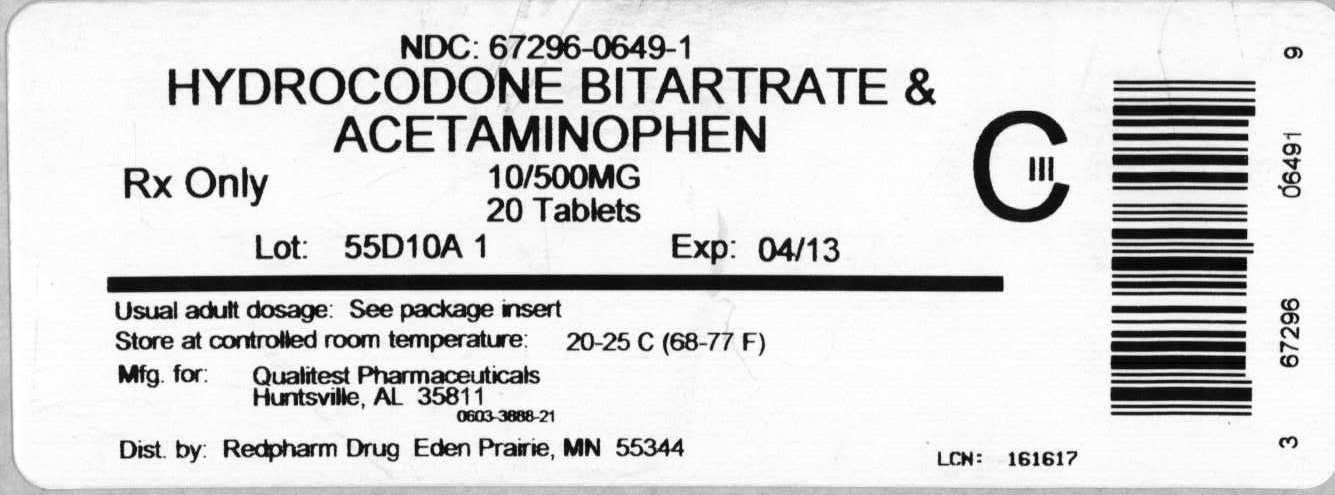 NDC: 67296-0649-1
HYDROCODONE BITARTRATE &
ACETAMINOPHEN
Rx Only
10/500MG
20 Tablets
C III
Lot: 55D10A 1 Exp: 04/13
Usual adult dosage: See package insert
Store at controlled room temperature: 20-25 C (68-77 F)
Mfg. for: Qualitest Pharmaceuticals
Huntsville, AL 35811
0603-3888-21
Dist. by: Redpharm Drug Eden Prairie, MN 55344
LCN: 161617
3 67296 06491 9